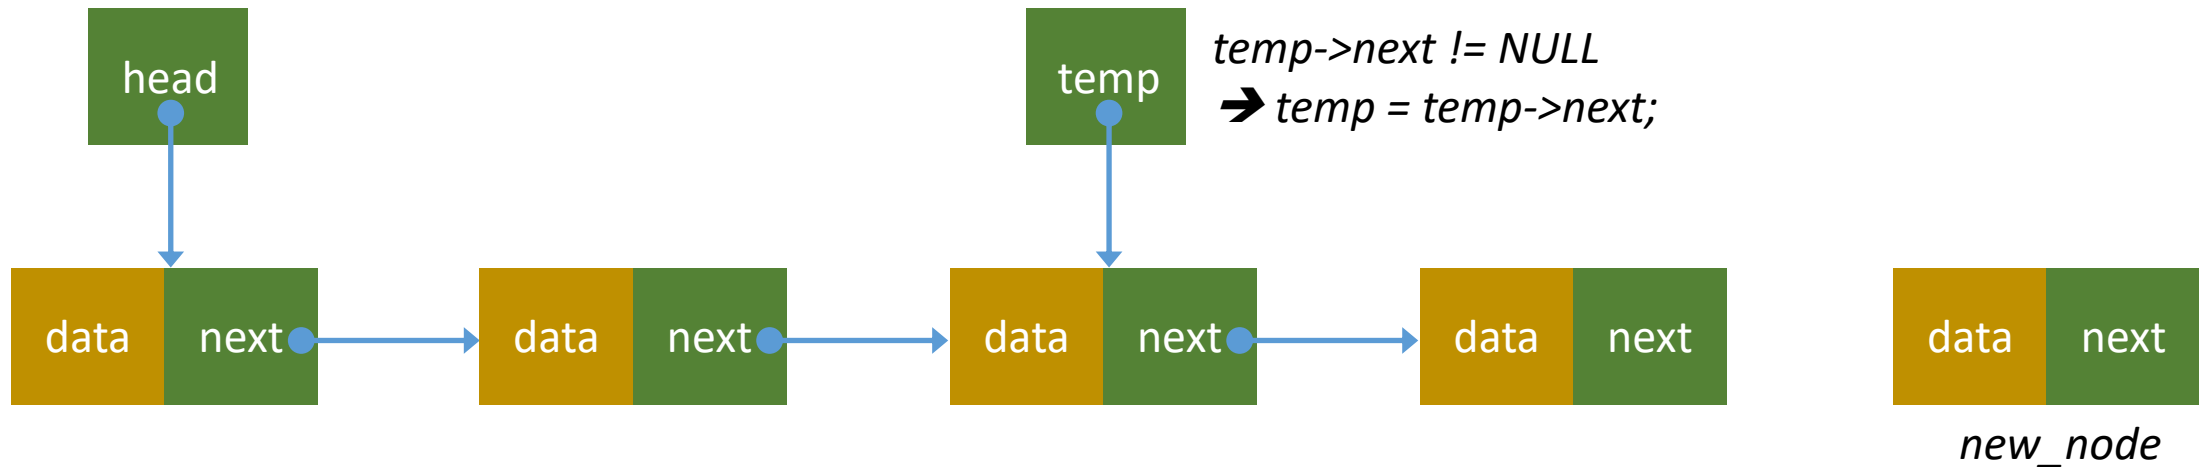 head
temp
temp->next != NULL
➔ temp = temp->next;
data next data next data next data next data next
new_node